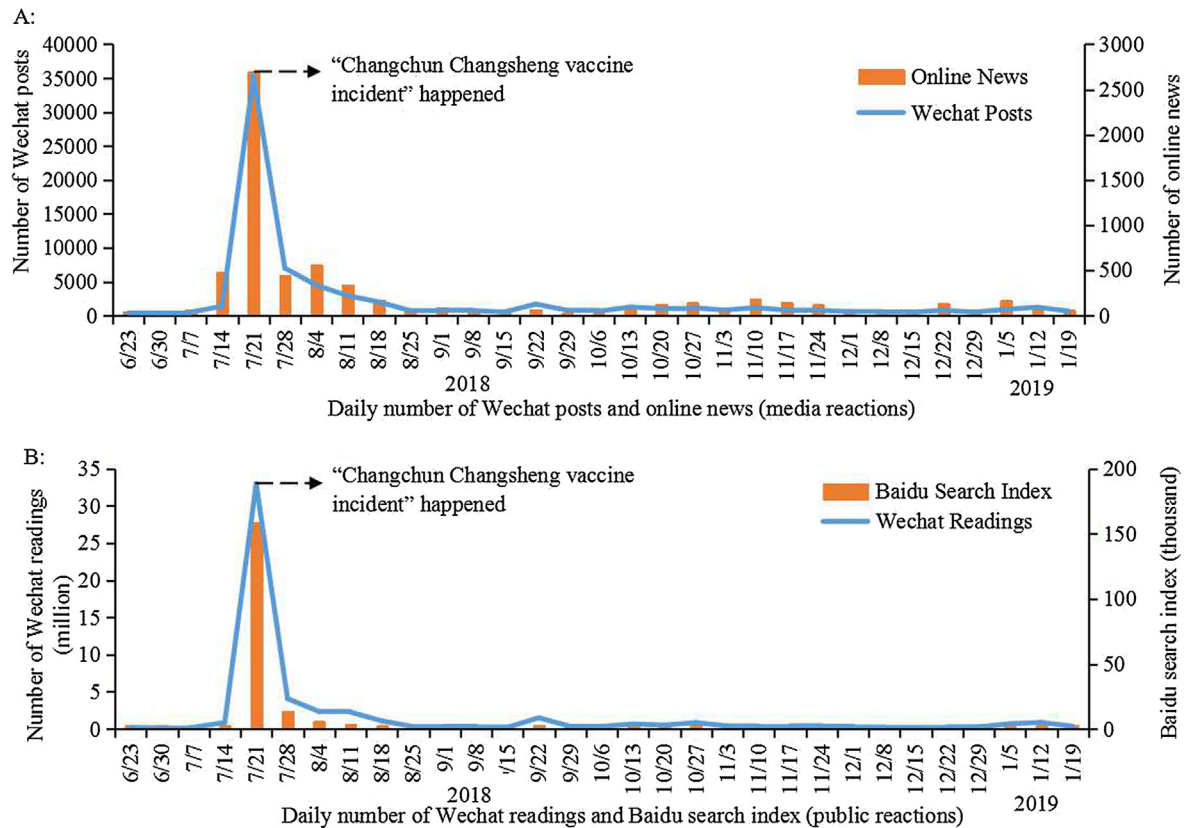 A:
Number of Wechat posts
40000
35000
30000
25000
20000
15000
10000
5000
0
"Changchun Changsheng vaccine
incident" happened
Online News
Wechat Posts
3000
2500
2000
1500
1000
500
0
Number of online news
6/23 6/30 7/7 7/14 7/21 7/28 8/4 8/11 8/18 8/25 9/1 9/8 9/15 9/22 9/29 10/6 10/13 10/20 10/27 11/3 11/10 11/17 11/24 12/1 12/8 12/15 12/22 12/29 1/5 1/12 1/19
2018 2019
Daily number of Wechat posts and online news (media reactions)
B:
Number of Wechat readings
(million)
35
30
25
20
15
10
5
0
"Changchun Changsheng vaccine
incident" happened
Baidu Search Index
Wechat Readings
200
150
100
50
0
Baidu search index (thousand)
6/23 6/30 7/7 7/14 7/21 7/28 8/4 8/11 8/18 8/25 9/1 9/8 /15 9/22 9/29 10/6 10/13 10/20 10/27 11/3 11/10 11/17 11/24 12/1 12/8 12/15 12/22 12/29 1/5 1/12 1/19
2018 2019
Daily number of Wechat readings and Baidu search index (public reactions)